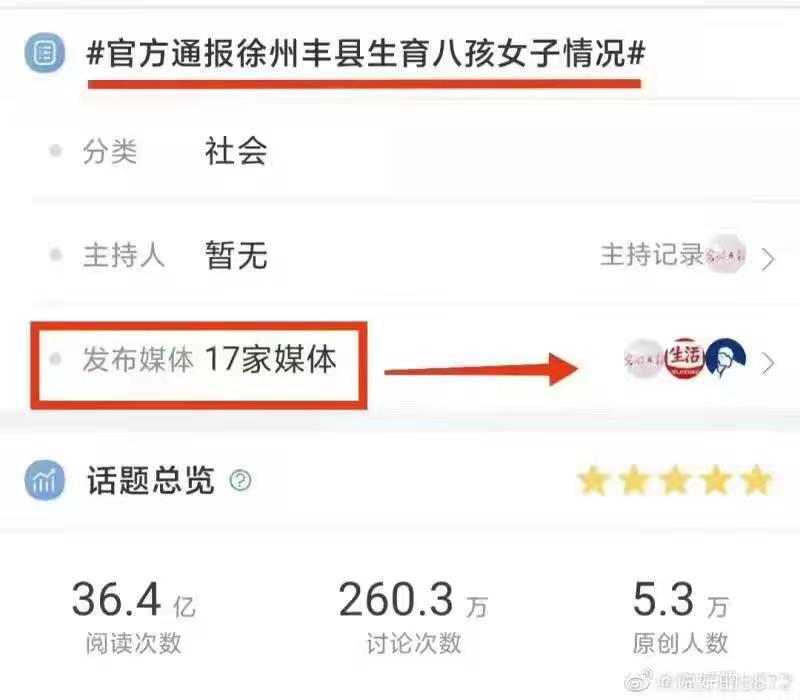 #官方通报徐州丰县生育八孩女子情况#
分类 社会
主持人 暂无 主持记录
发布媒体 17家媒体
生活
话题总览 ?
36.4 亿 260.3 万 5.3 万
阅读次数 讨论次数 原创人数